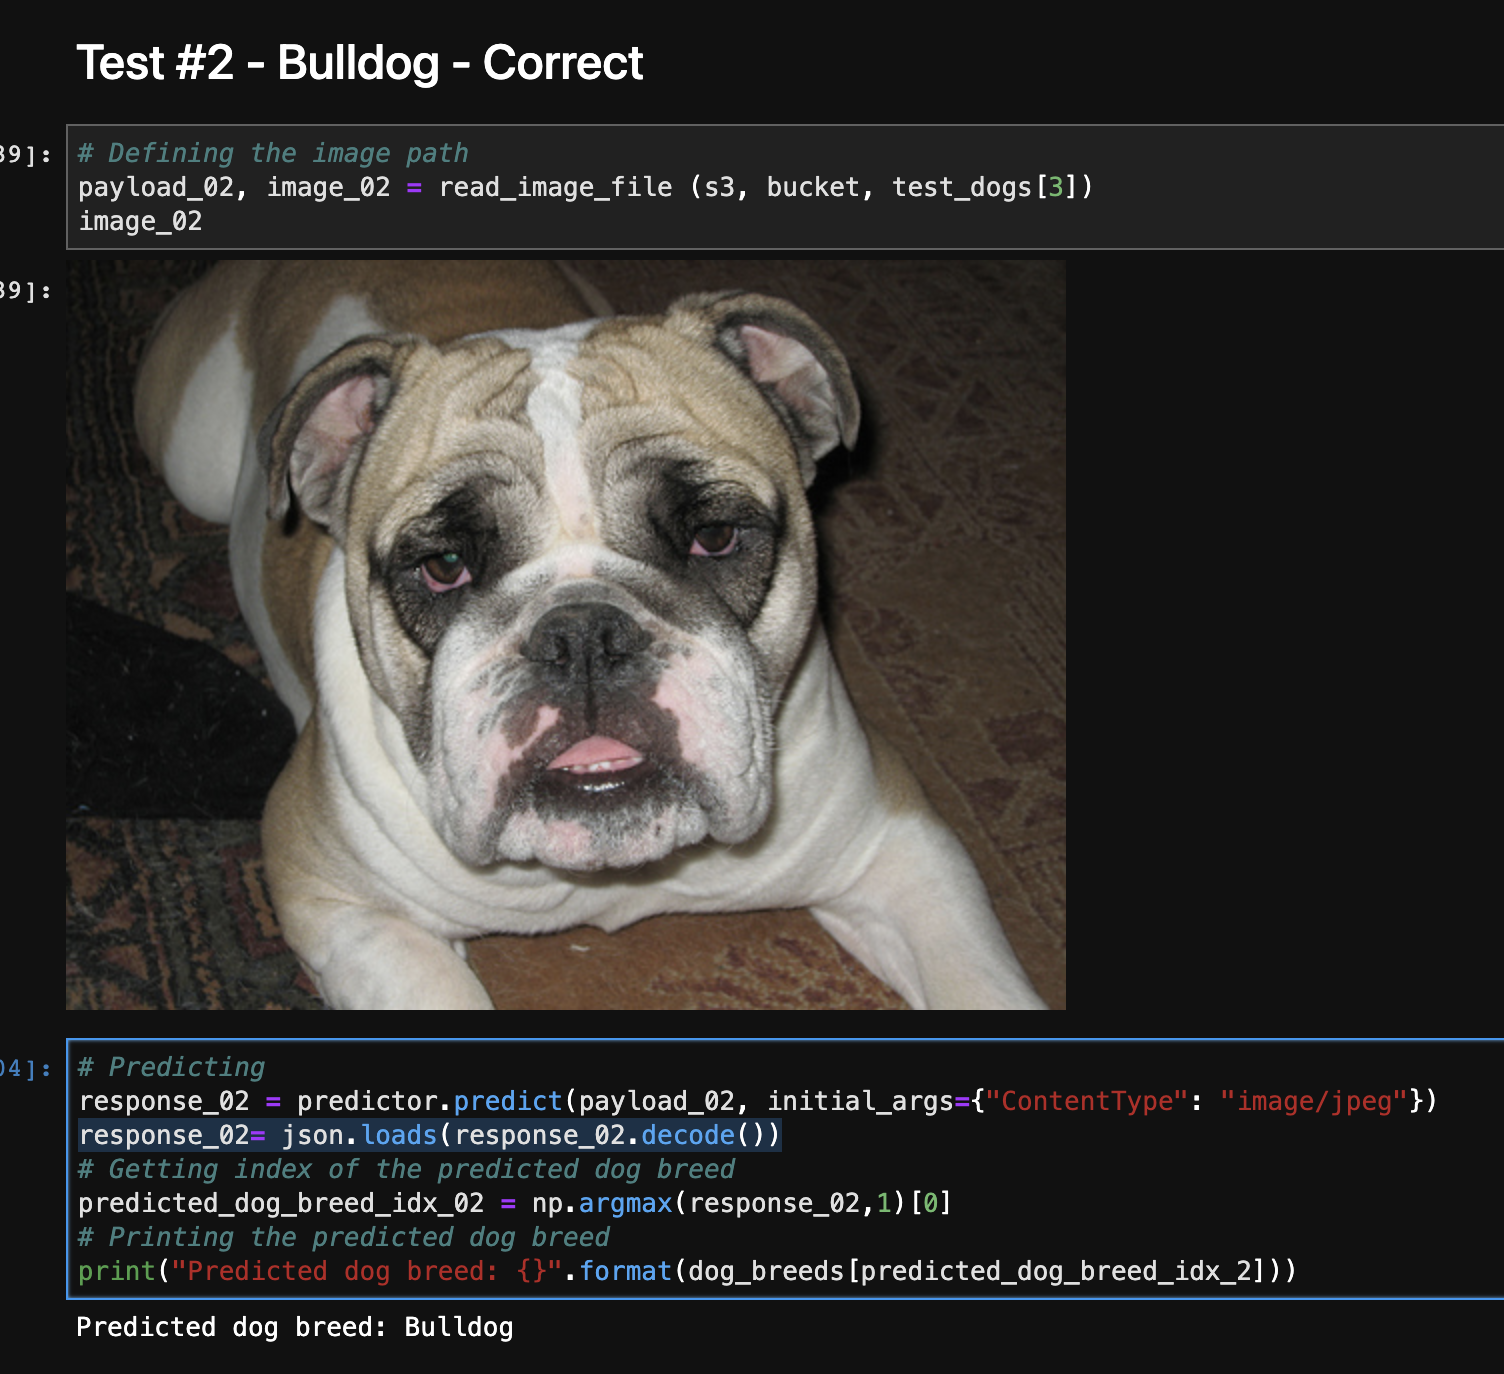 Test #2 - Bulldog - Correct
39]:
# Defining the image path
payload_02, image_02 = read_image_file (s3, bucket, test_dogs[3])
image_02
39]:
04]:
# Predicting
response_02 = predictor.predict(payload_02, initial_args={"ContentType": "image/jpeg"})
response_02= json.loads(response_02.decode())
# Getting index of the predicted dog breed
predicted_dog_breed_idx_02 = np.argmax(response_02,1)[0]
# Printing the predicted dog breed
print("Predicted dog breed: {}".format(dog_breeds[predicted_dog_breed_idx_2]))
Predicted dog breed: Bulldog